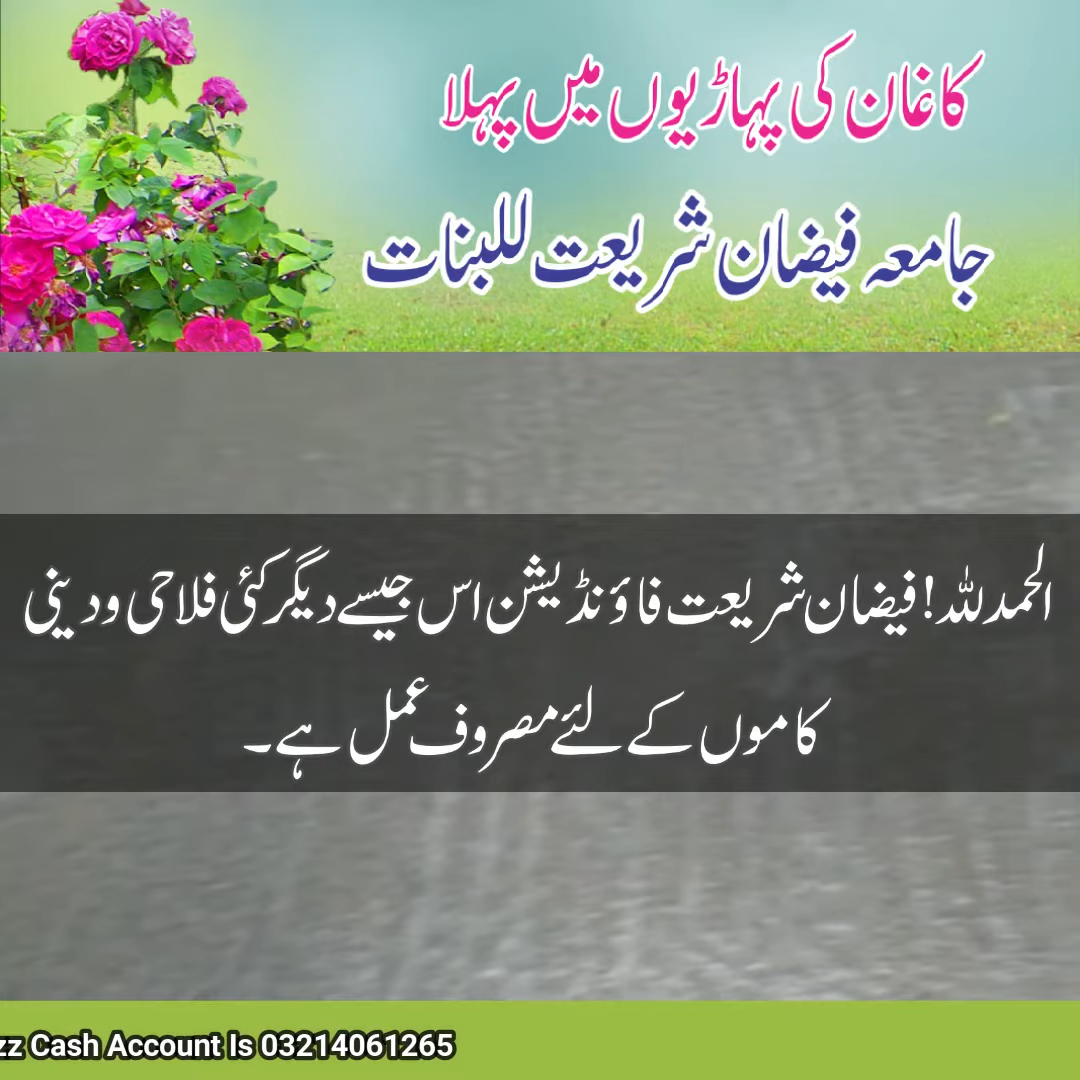 کاغان کی پہاڑیوں میں پہلا
جامعہ فیضان شریعت للبنات
الحمدللہ! فیضان شریعت فاؤنڈیشن اس جیسے دیگر کئی فلاحی و دینی
کاموں کے لئے مصروف عمل ہے۔
zz Cash Account Is 03214061265